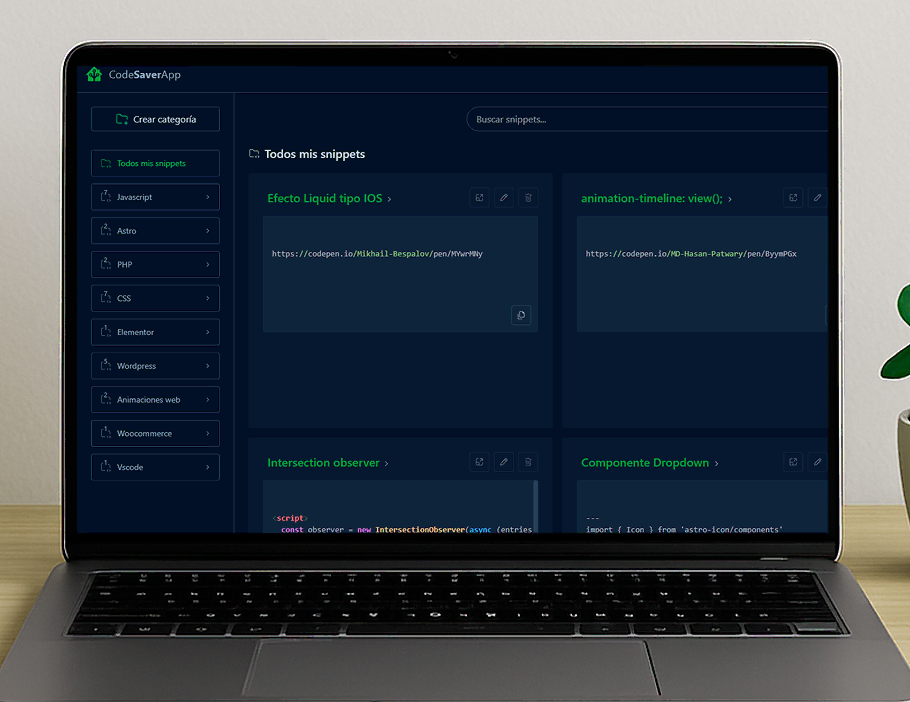 CodeSaverApp
Crear categoría
Buscar snippets...
Todos mis snippets
Todos mis snippets
7
Javascript
2
Astro
2
PHP
7
CSS
1
Elementor
5
Wordpress
2
Animaciones web
1
Woocommerce
1
Vscode
Efecto Liquid tipo IOS ›
https://codepen.io/Mikhail-Bespalov/pen/MYWrMNy
animation-timeline: view(); ›
https://codepen.io/MD-Hasan-Patwary/pen/ByymPGx
Intersection observer ›
<script>
const observer = new IntersectionObserver(async (entries
Componente Dropdown ›
---
import { Icon } from 'astro-icon/components'